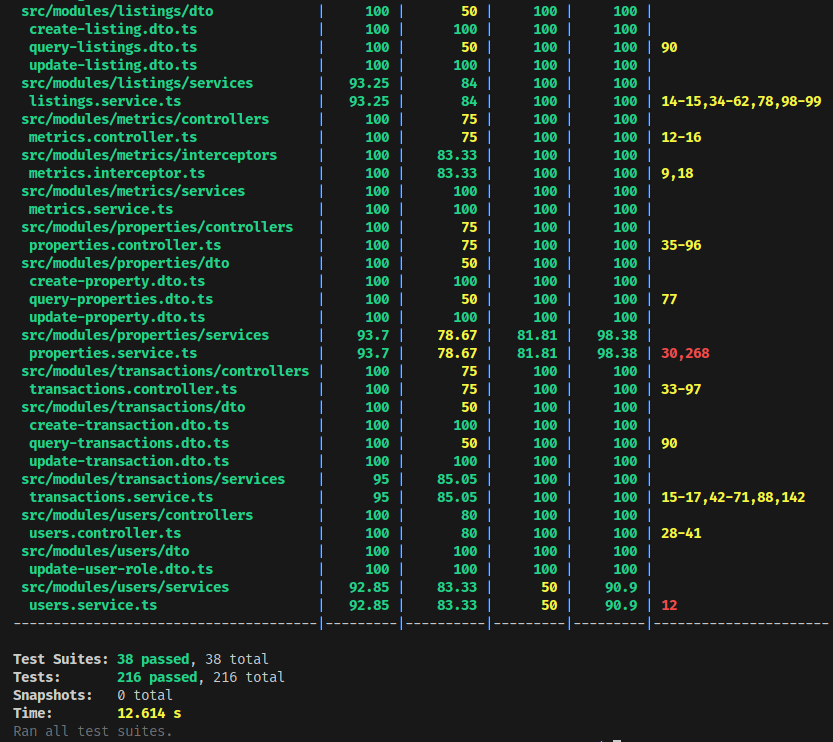 src/modules/listings/dto | 100 | 50 | 100 | 100 |
create-listing.dto.ts | 100 | 100 | 100 | 100 |
query-listings.dto.ts | 100 | 50 | 100 | 100 | 90
update-listing.dto.ts | 100 | 100 | 100 | 100 |
src/modules/listings/services | 93.25 | 84 | 100 | 100 |
listings.service.ts | 93.25 | 84 | 100 | 100 | 14-15,34-62,78,98-99
src/modules/metrics/controllers | 100 | 75 | 100 | 100 |
metrics.controller.ts | 100 | 75 | 100 | 100 | 12-16
src/modules/metrics/interceptors | 100 | 83.33 | 100 | 100 |
metrics.interceptor.ts | 100 | 83.33 | 100 | 100 | 9,18
src/modules/metrics/services | 100 | 100 | 100 | 100 |
metrics.service.ts | 100 | 100 | 100 | 100 |
src/modules/properties/controllers | 100 | 75 | 100 | 100 |
properties.controller.ts | 100 | 75 | 100 | 100 | 35-96
src/modules/properties/dto | 100 | 50 | 100 | 100 |
create-property.dto.ts | 100 | 100 | 100 | 100 |
query-properties.dto.ts | 100 | 50 | 100 | 100 | 77
update-property.dto.ts | 100 | 100 | 100 | 100 |
src/modules/properties/services | 93.7 | 78.67 | 81.81 | 98.38 |
properties.service.ts | 93.7 | 78.67 | 81.81 | 98.38 | 30,268
src/modules/transactions/controllers | 100 | 75 | 100 | 100 |
transactions.controller.ts | 100 | 75 | 100 | 100 | 33-97
src/modules/transactions/dto | 100 | 50 | 100 | 100 |
create-transaction.dto.ts | 100 | 100 | 100 | 100 |
query-transactions.dto.ts | 100 | 50 | 100 | 100 | 90
update-transaction.dto.ts | 100 | 100 | 100 | 100 |
src/modules/transactions/services | 95 | 85.05 | 100 | 100 |
transactions.service.ts | 95 | 85.05 | 100 | 100 | 15-17,42-71,88,142
src/modules/users/controllers | 100 | 80 | 100 | 100 |
users.controller.ts | 100 | 80 | 100 | 100 | 28-41
src/modules/users/dto | 100 | 100 | 100 | 100 |
update-user-role.dto.ts | 100 | 100 | 100 | 100 |
src/modules/users/services | 92.85 | 83.33 | 50 | 90.9 |
users.service.ts | 92.85 | 83.33 | 50 | 90.9 | 12
--------------------------------------|---------|----------|---------|---------|----------------------
Test Suites: 38 passed, 38 total
Tests: 216 passed, 216 total
Snapshots: 0 total
Time: 12.614 s
Ran all test suites.